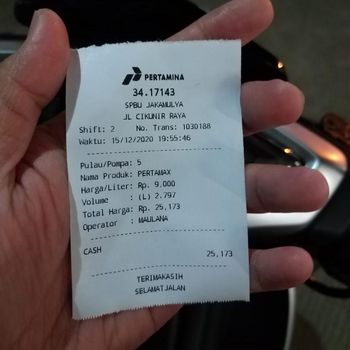 PERTAMINA
34.17143
SPBU JAKAMULYA
JL CIKUNIR RAYA
Shift: 2 No. Trans: 1030188
Waktu: 15/12/2020 19:55:46
Pulau/Pompa: 5
Nama Produk: PERTAMAX
Harga/Liter: Rp. 9.000
Volume : (L) 2.797
Total Harga: Rp. 25,173
Operator : MAULANA
CASH
25,173
TERIMAKASIH
SELAMATJALAN